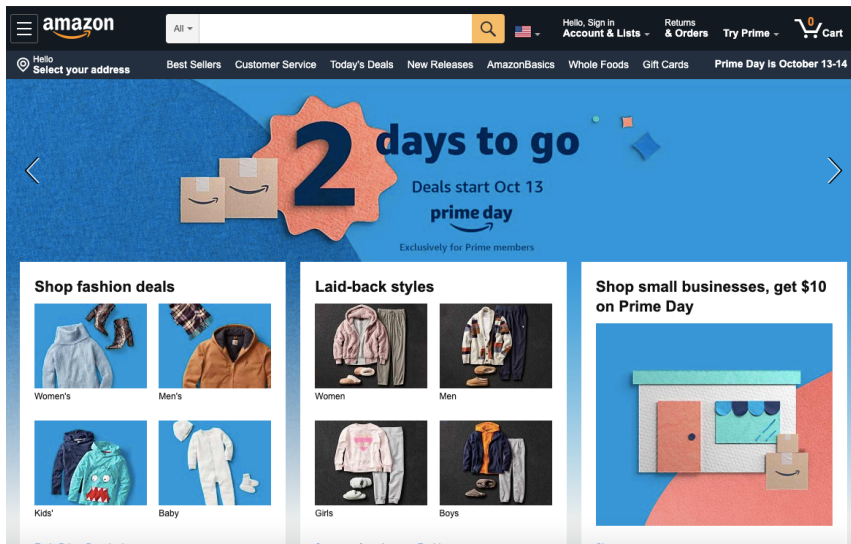 amazon
All
Hello, Sign in
Account & Lists
Returns
& Orders
Try Prime
0
Cart
Hello
Select your address
Best Sellers Customer Service Today's Deals New Releases AmazonBasics Whole Foods Gift Cards Prime Day is October 13-14
2 days to go
Deals start Oct 13
prime day
Exclusively for Prime members
Shop fashion deals
Women's Men's
Kids' Baby
Laid-back styles
Women Men
Girls Boys
Shop small businesses, get $10
on Prime Day